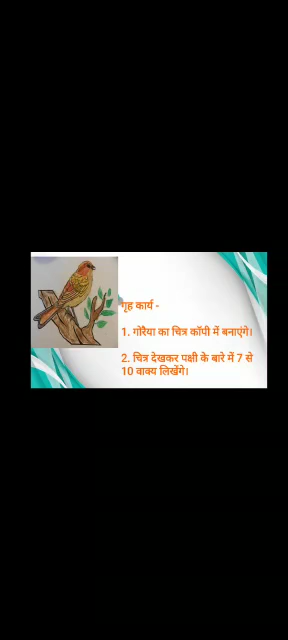 गृह कार्य -
1. गोरैया का चित्र कॉपी में बनाएंगे।
2. चित्र देखकर पक्षी के बारे में 7 से
10 वाक्य लिखेंगे।